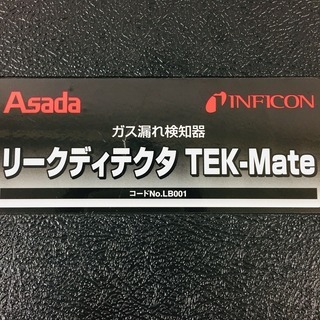 Asada INFICON
ガス漏れ検知器
リークディテクタ TEK-Mate
コードNo.LB001